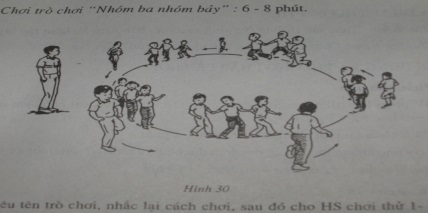 Chơi trò chơi “Nhóm ba nhóm bảy” : 6 - 8 phút.
Hình 30
êu tên trò chơi, nhắc lại cách chơi, sau đó cho HS chơi thử 1-